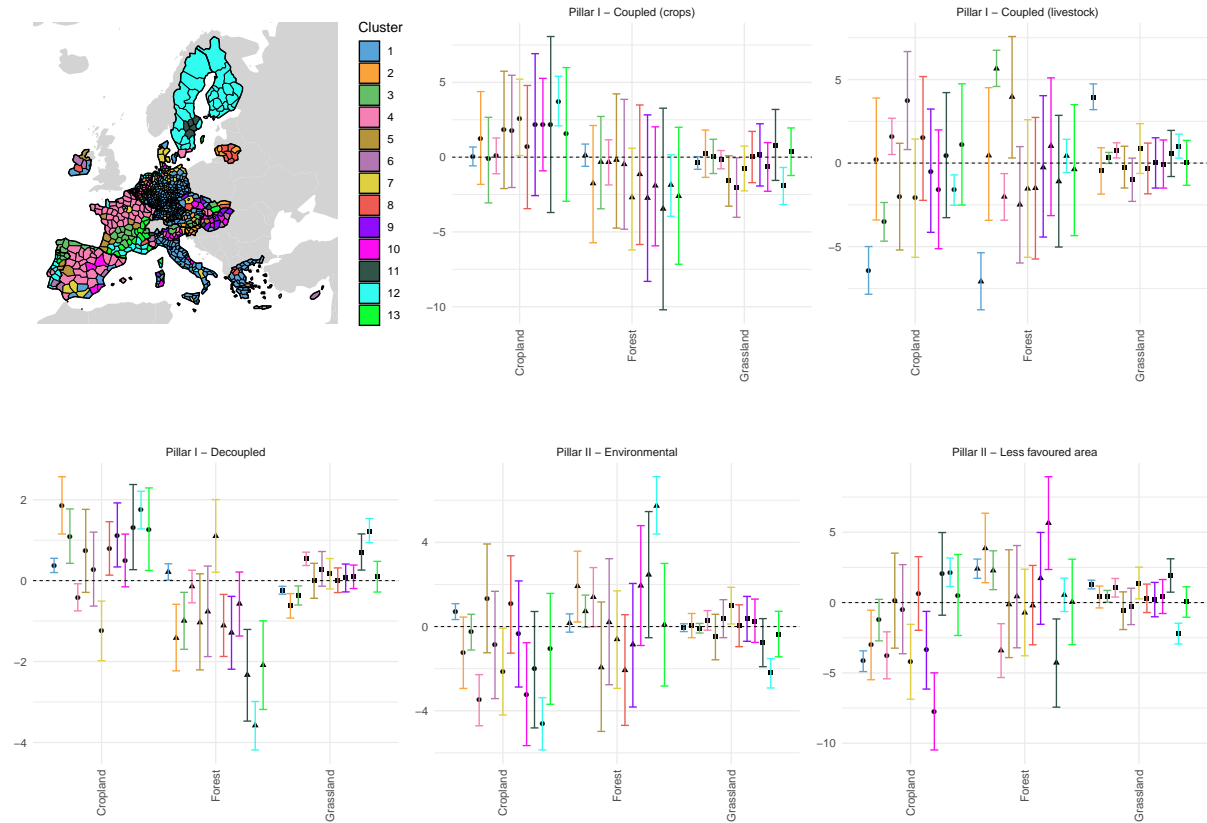 Cluster
1
2
3
4
5
6
7
8
9
10
11
12
13
Pillar I − Coupled (crops)
5
0
−5
−10
Cropland
Forest
Grassland
Pillar I − Coupled (livestock)
5
0
−5
Cropland
Forest
Grassland
Pillar I − Decoupled
2
0
−2
−4
Cropland
Forest
Grassland
Pillar II − Environmental
4
0
−4
Cropland
Forest
Grassland
Pillar II − Less favoured area
5
0
−5
−10
Cropland
Forest
Grassland